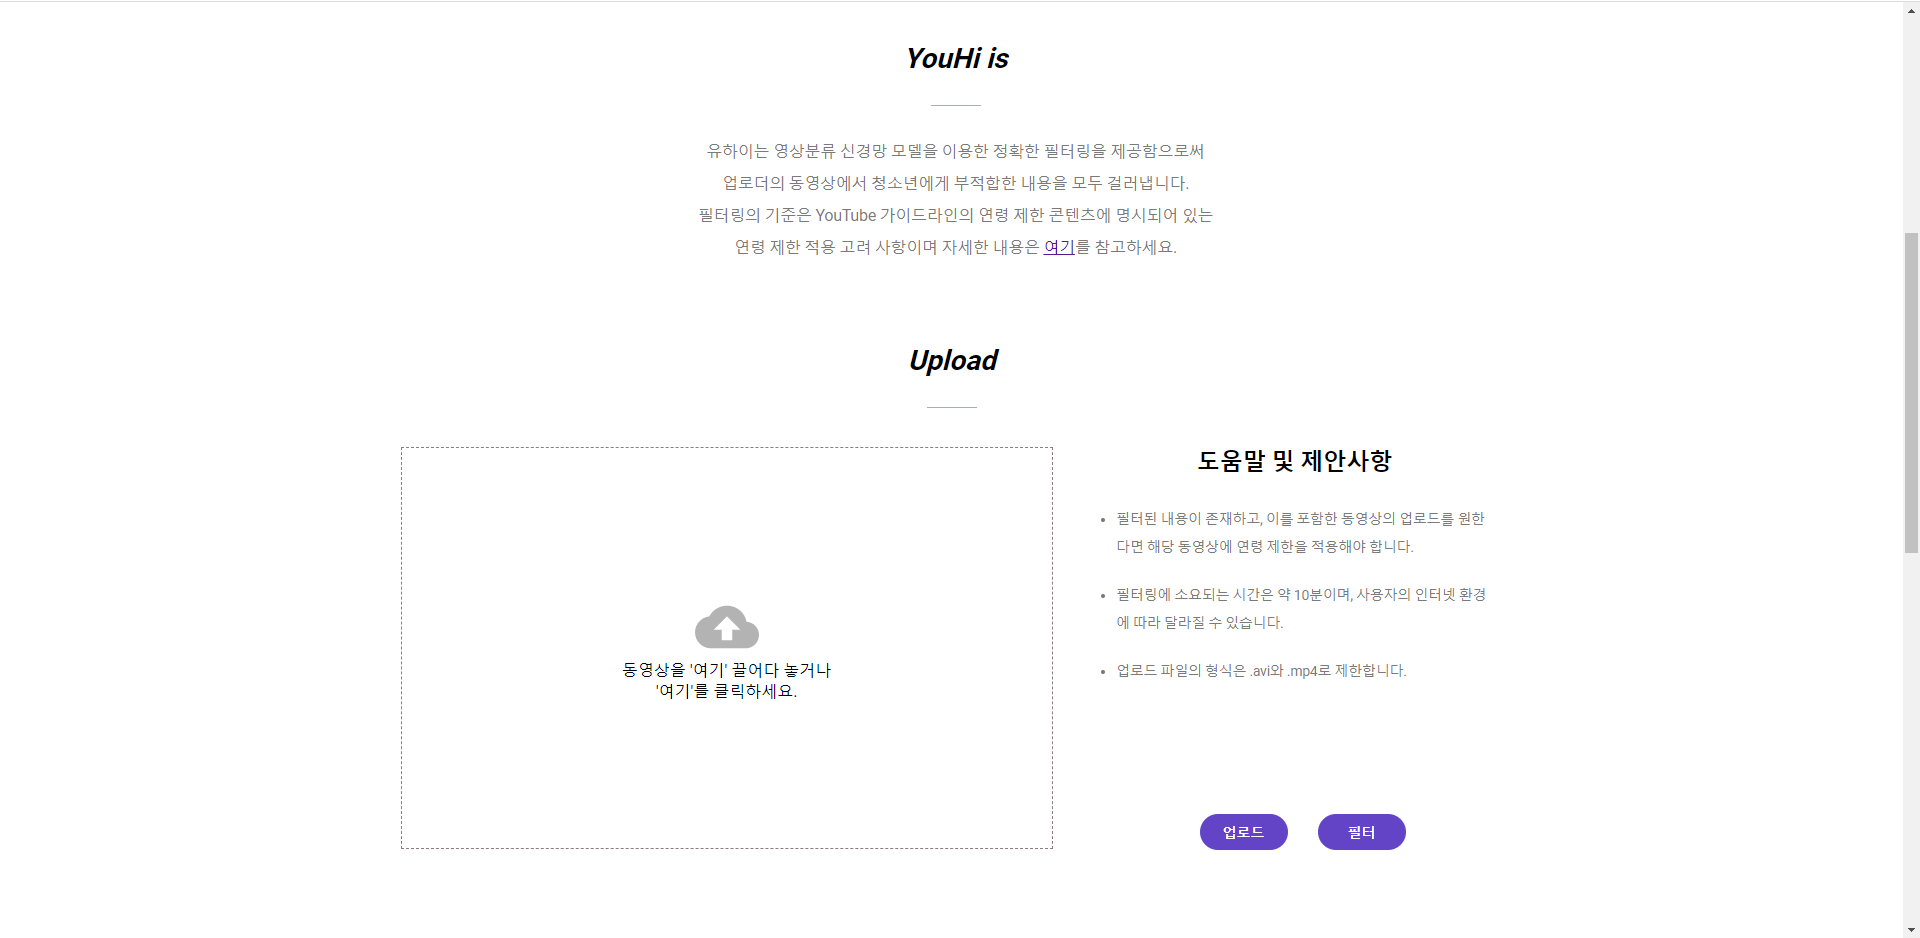 YouHi is
유하이는 영상분류 신경망 모델을 이용한 정확한 필터링을 제공함으로써
업로더의 동영상에서 청소년에게 부적합한 내용을 모두 걸러냅니다.
필터링의 기준은 YouTube 가이드라인의 연령 제한 콘텐츠에 명시되어 있는
연령 제한 적용 고려 사항이며 자세한 내용은 여기를 참고하세요.
Upload
동영상을 '여기' 끌어다 놓거나
'여기'를 클릭하세요.
도움말 및 제안사항
필터된 내용이 존재하고, 이를 포함한 동영상의 업로드를 원한
다면 해당 동영상에 연령 제한을 적용해야 합니다.
필터링에 소요되는 시간은 약 10분이며, 사용자의 인터넷 환경
에 따라 달라질 수 있습니다.
업로드 파일의 형식은 .avi와 .mp4로 제한합니다.
업로드 필터